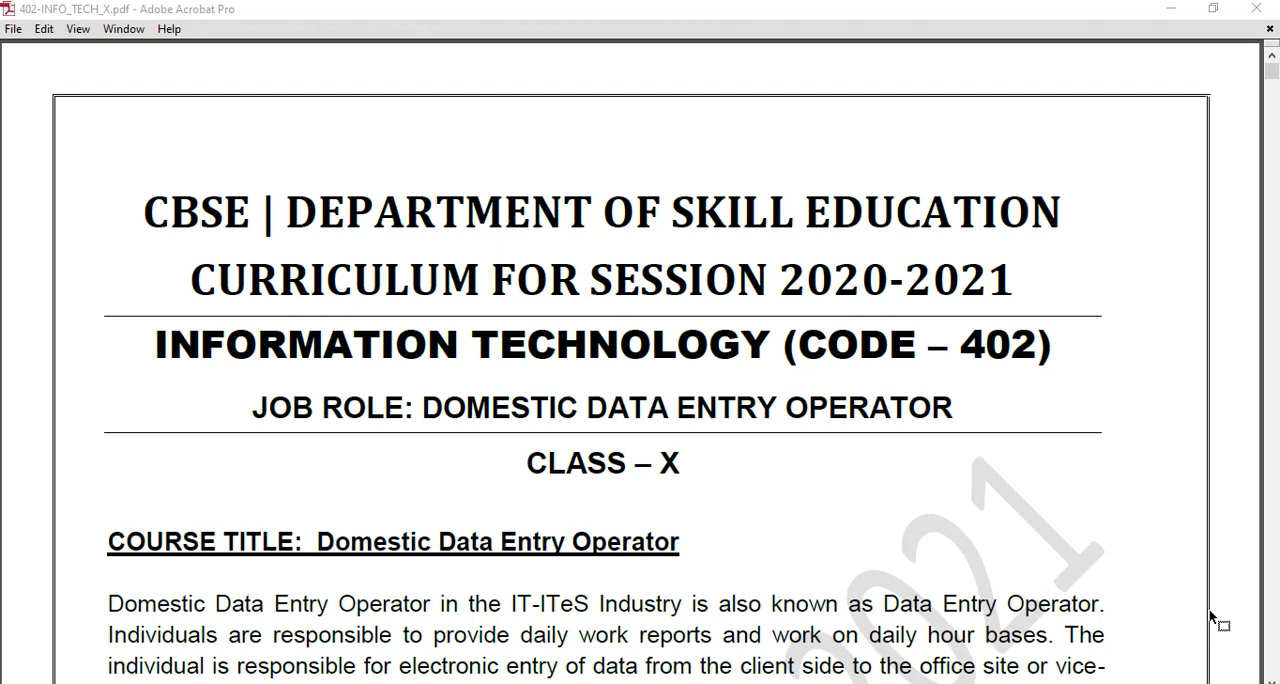 402-INFO_TECH_X.pdf - Adobe Acrobat Pro
File Edit View Window Help
CBSE | DEPARTMENT OF SKILL EDUCATION
CURRICULUM FOR SESSION 2020-2021
INFORMATION TECHNOLOGY (CODE – 402)
JOB ROLE: DOMESTIC DATA ENTRY OPERATOR
CLASS – X
COURSE TITLE: Domestic Data Entry Operator
Domestic Data Entry Operator in the IT-ITeS Industry is also known as Data Entry Operator.
Individuals are responsible to provide daily work reports and work on daily hour bases. The
individual is responsible for electronic entry of data from the client side to the office site or vice-
2021